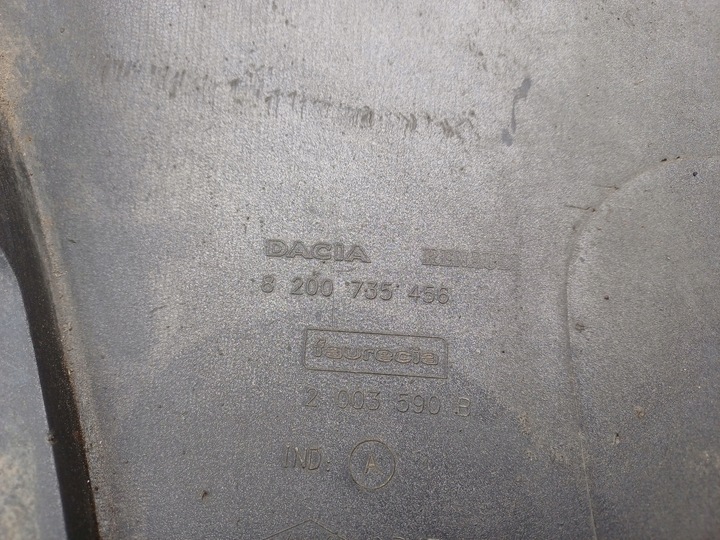 DACIA RENAULT
8 200 735 456
faurecia
2 003 590 B
IND. A